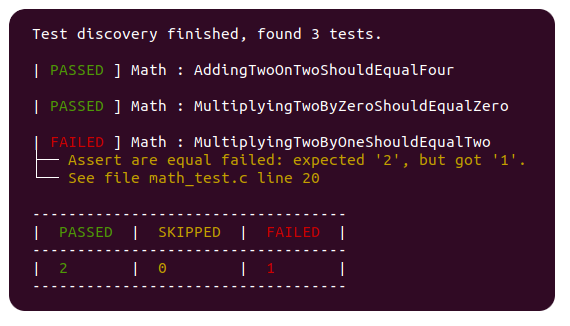 Test discovery finished, found 3 tests.
| PASSED ] Math : AddingTwoOnTwoShouldEqualFour
| PASSED ] Math : MultiplyingTwoByZeroShouldEqualZero
| FAILED ] Math : MultiplyingTwoByOneShouldEqualTwo
├── Assert are equal failed: expected '2', but got '1'.
└── See file math_test.c line 20
-----------------------------------
| PASSED | SKIPPED | FAILED |
-----------------------------------
| 2 | 0 | 1 |
-----------------------------------